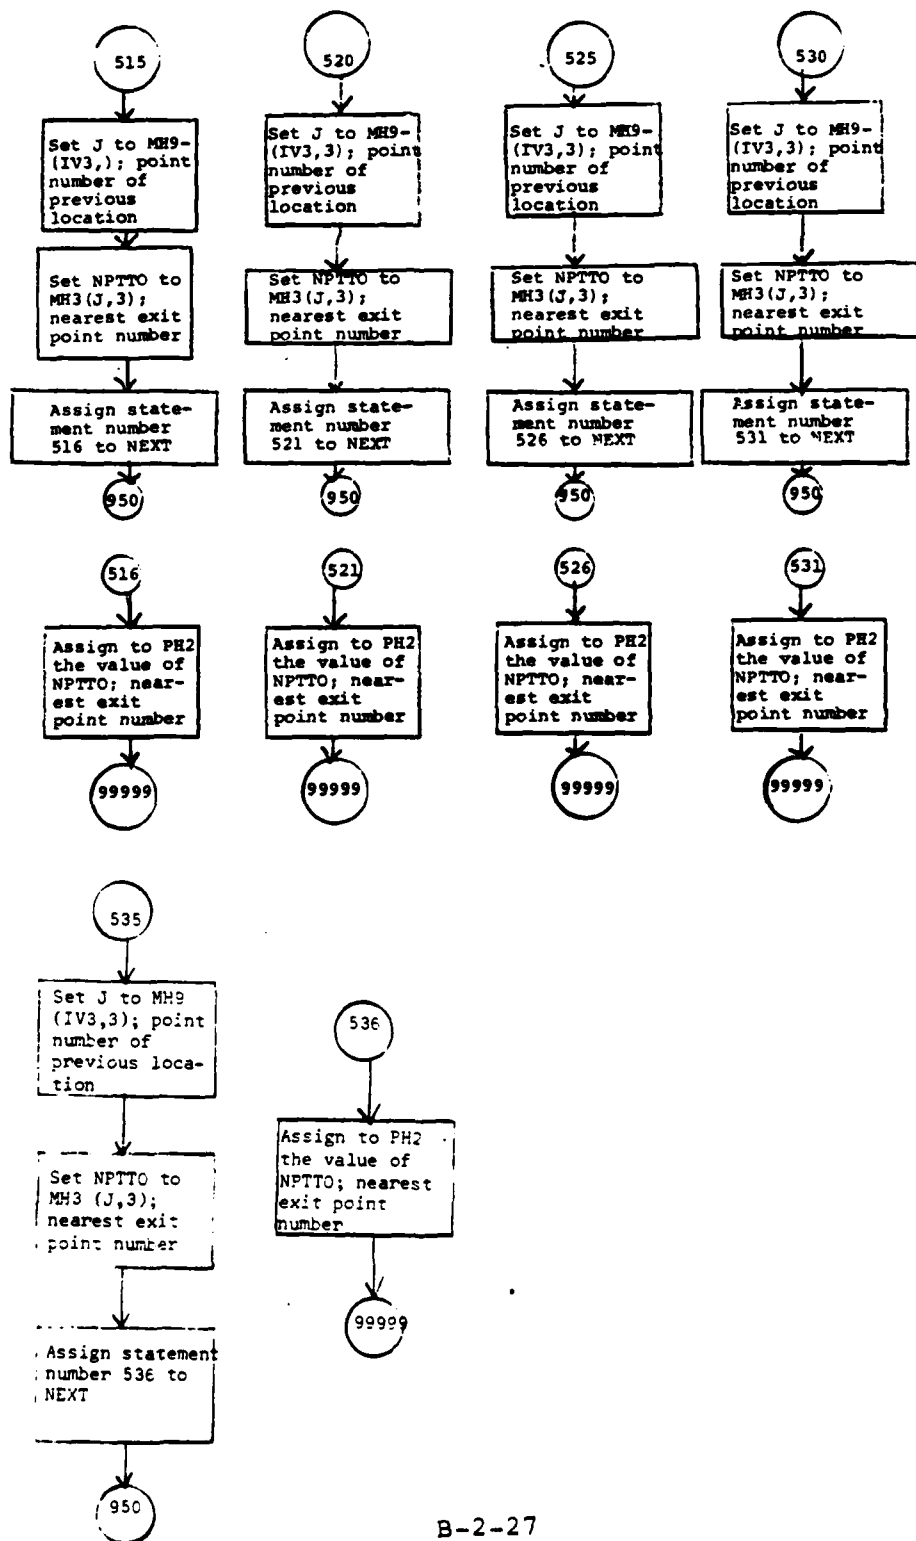 515
Set J to MH9-
(IV3,); point
number of
previous
location
Set NPTTO to
MH3(J,3);
nearest exit
point number
Assign state-
ment number
516 to NEXT
950
520
Set J to MH9-
(IV3,3); point
number of
previous
location
Set NPTTO to
MH3(J,3);
nearest exit
point number
Assign state-
ment number
521 to NEXT
950
525
Set J to MH9-
(IV3,3); point
number of
previous
location
Set NPTTO to
MH3(J,3);
nearest exit
point number
Assign state-
ment number
526 to NEXT
950
530
Set J to MH9-
(IV3,3); point
number of
previous
location
Set NPTTO to
MH3(J,3);
nearest exit
point number
Assign state-
ment number
531 to NEXT
950
516
Assign to PH2
the value of
NPTTO; near-
est exit
point number
99999
521
Assign to PH2
the value of
NPTTO; near-
est exit
point number
99999
526
Assign to PH2
the value of
NPTTO; near-
est exit
point number
99999
531
Assign to PH2
the value of
NPTTO; near-
est exit
point number
99999
535
Set J to MH9
(IV3,3); point
number of
previous loca-
tion
Set NPTTO to
MH3 (J,3);
nearest exit
point number
Assign statement
number 536 to
NEXT
950
536
Assign to PH2
the value of
NPTTO; nearest
exit point
number
99999
B-2-27